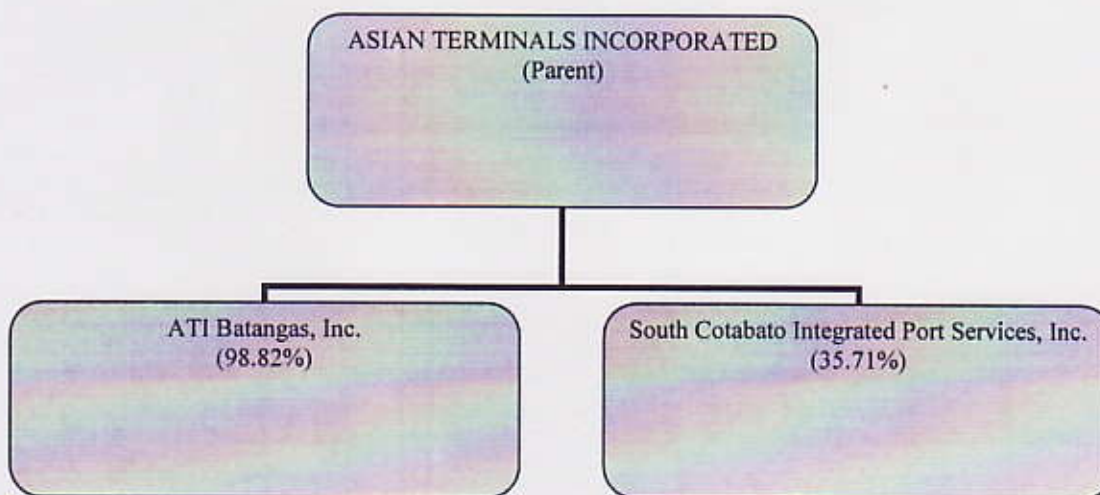 ASIAN TERMINALS INCORPORATED
(Parent)
ATI Batangas, Inc.
(98.82%)
South Cotabato Integrated Port Services, Inc.
(35.71%)